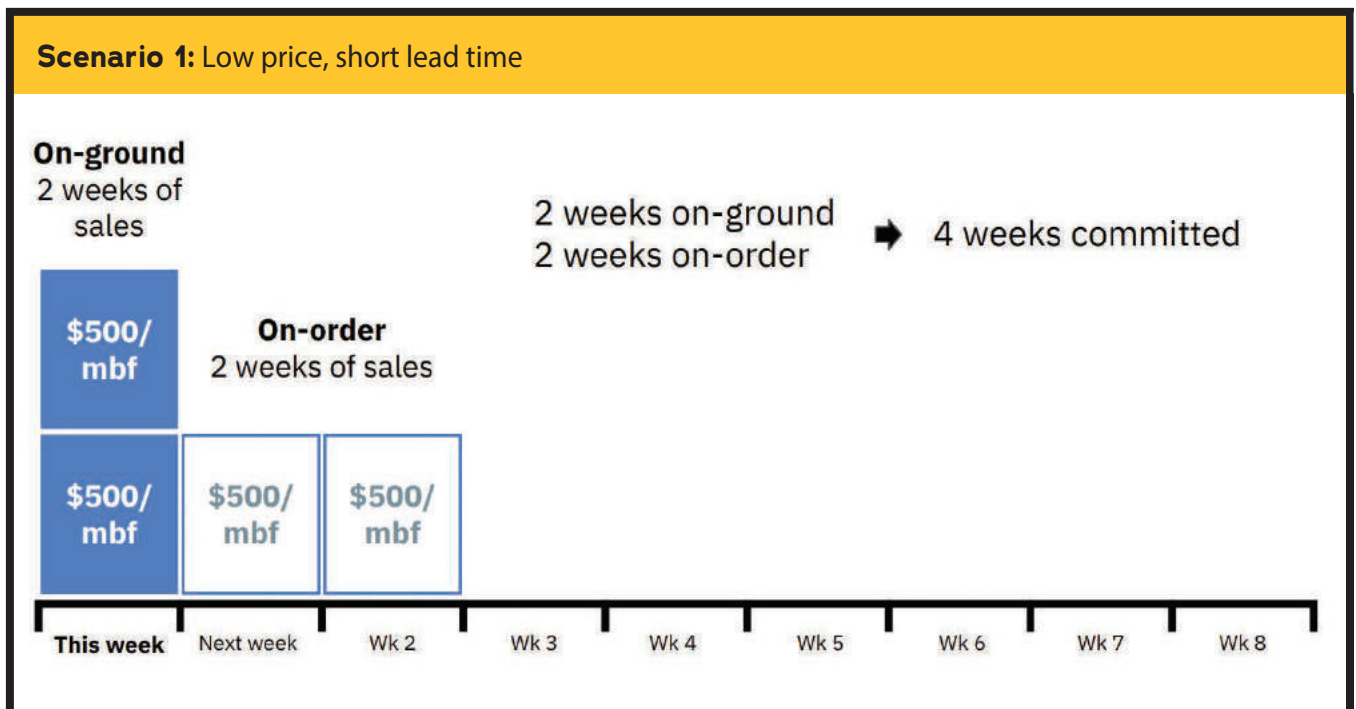 Scenario 1: Low price, short lead time
On-ground
2 weeks of
sales
2 weeks on-ground
2 weeks on-order
4 weeks committed
On-order
2 weeks of sales
$500/
mbf
$500/
mbf
$500/
mbf
$500/
mbf
This week
Next week
Wk 2
Wk 3
Wk 4
Wk 5
Wk 6
Wk 7
Wk 8